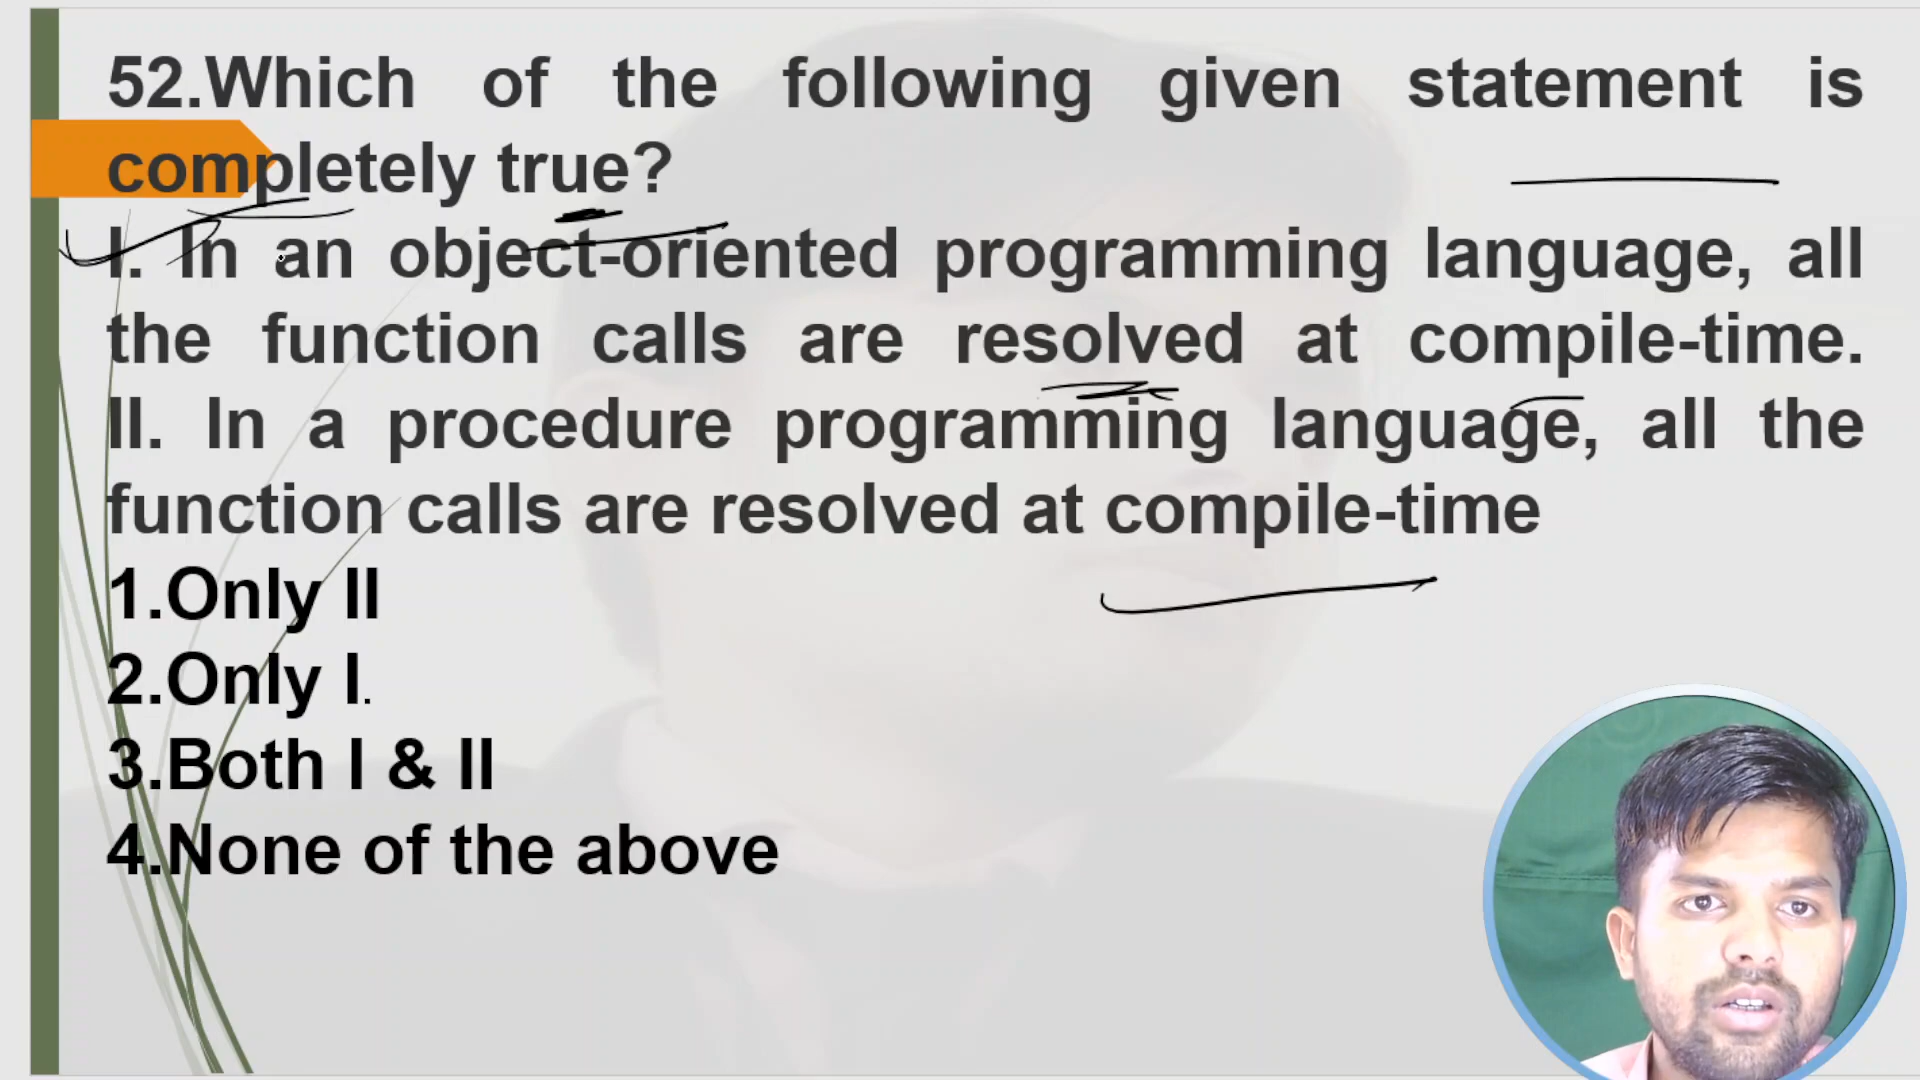 52.Which of the following given statement is
completely true?
I. In an object-oriented programming language, all
the function calls are resolved at compile-time.
II. In a procedure programming language, all the
function calls are resolved at compile-time
1.Only II
2.Only I.
3.Both I & II
4.None of the above